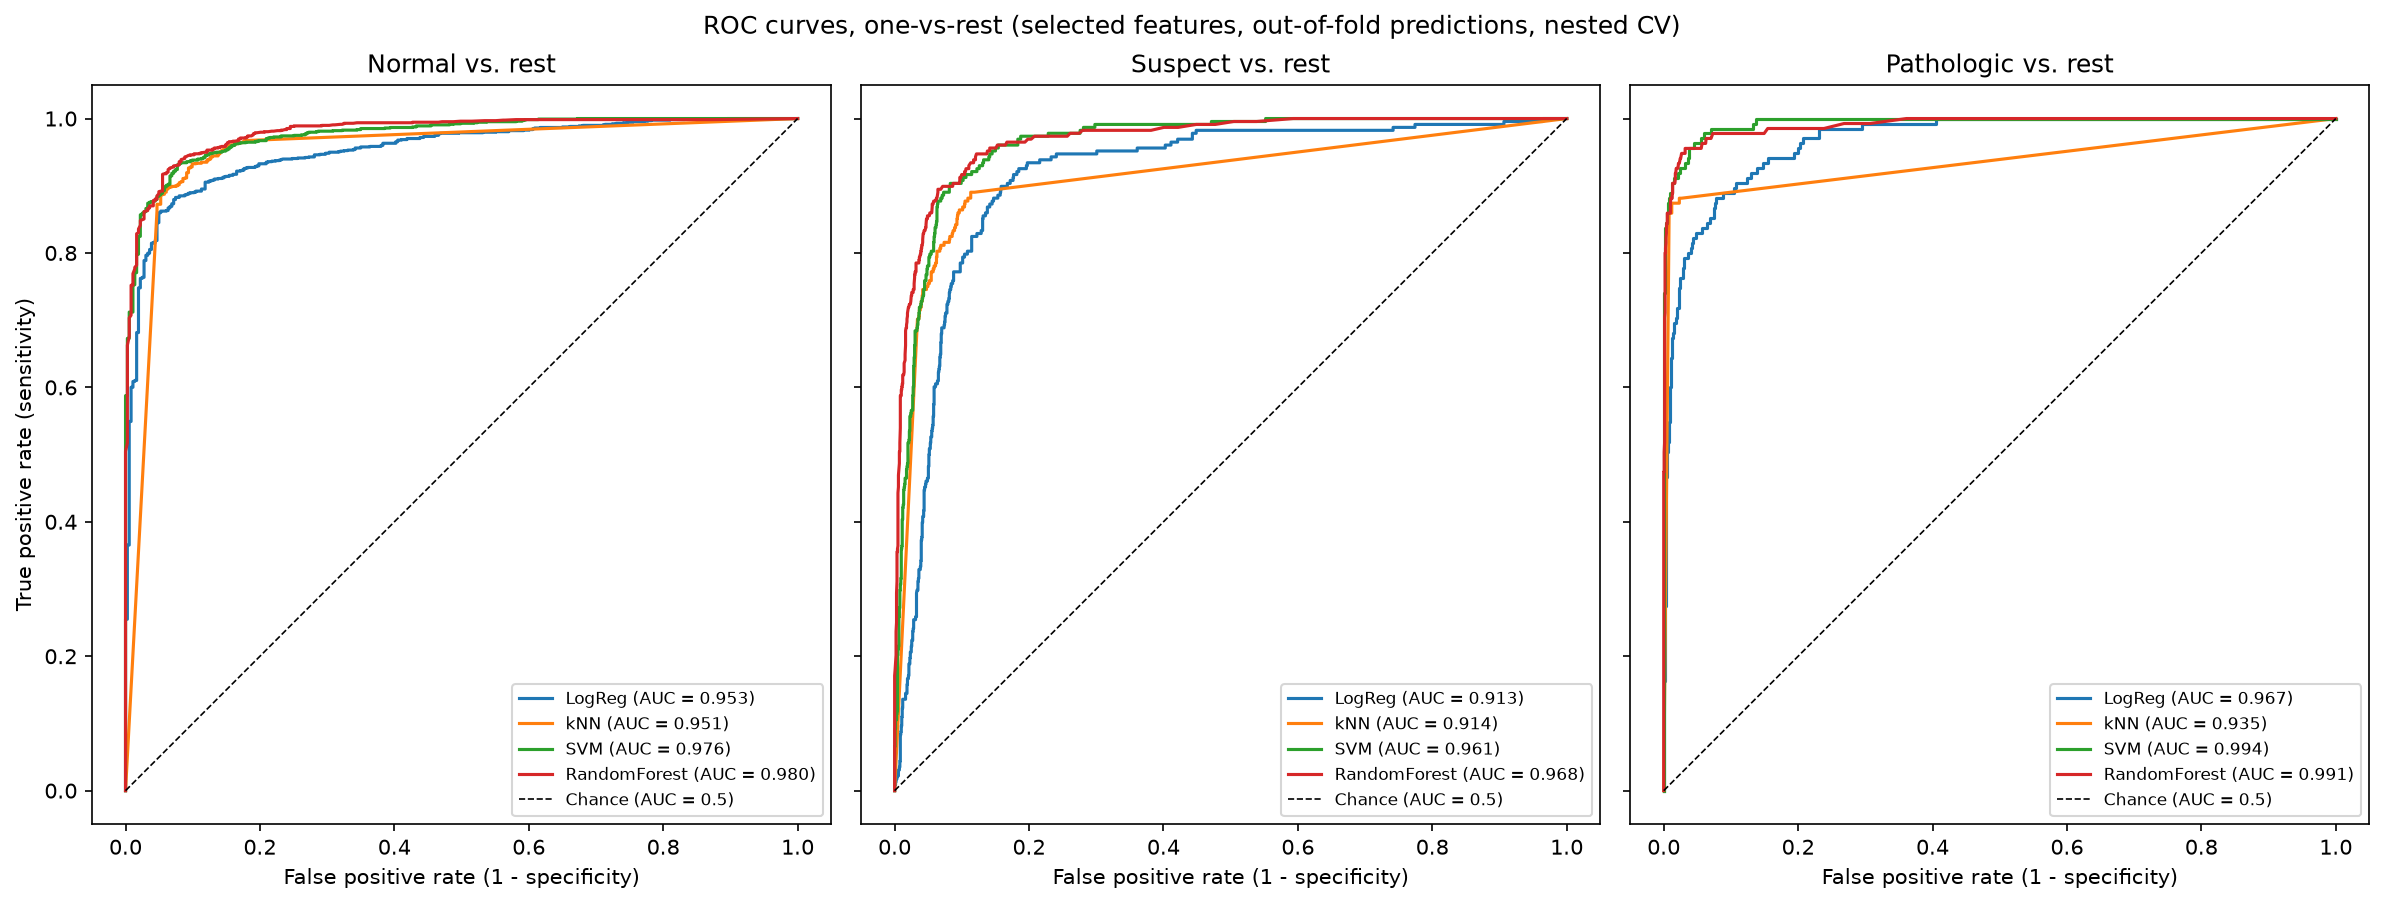 ROC curves, one-vs-rest (selected features, out-of-fold predictions, nested CV)
Normal vs. rest
True positive rate (sensitivity)
1.0
0.8
0.6
0.4
0.2
0.0
LogReg (AUC = 0.953)
kNN (AUC = 0.951)
SVM (AUC = 0.976)
RandomForest (AUC = 0.980)
Chance (AUC = 0.5)
0.0 0.2 0.4 0.6 0.8 1.0
False positive rate (1 - specificity)
Suspect vs. rest
LogReg (AUC = 0.913)
kNN (AUC = 0.914)
SVM (AUC = 0.961)
RandomForest (AUC = 0.968)
Chance (AUC = 0.5)
0.0 0.2 0.4 0.6 0.8 1.0
False positive rate (1 - specificity)
Pathologic vs. rest
LogReg (AUC = 0.967)
kNN (AUC = 0.935)
SVM (AUC = 0.994)
RandomForest (AUC = 0.991)
Chance (AUC = 0.5)
0.0 0.2 0.4 0.6 0.8 1.0
False positive rate (1 - specificity)